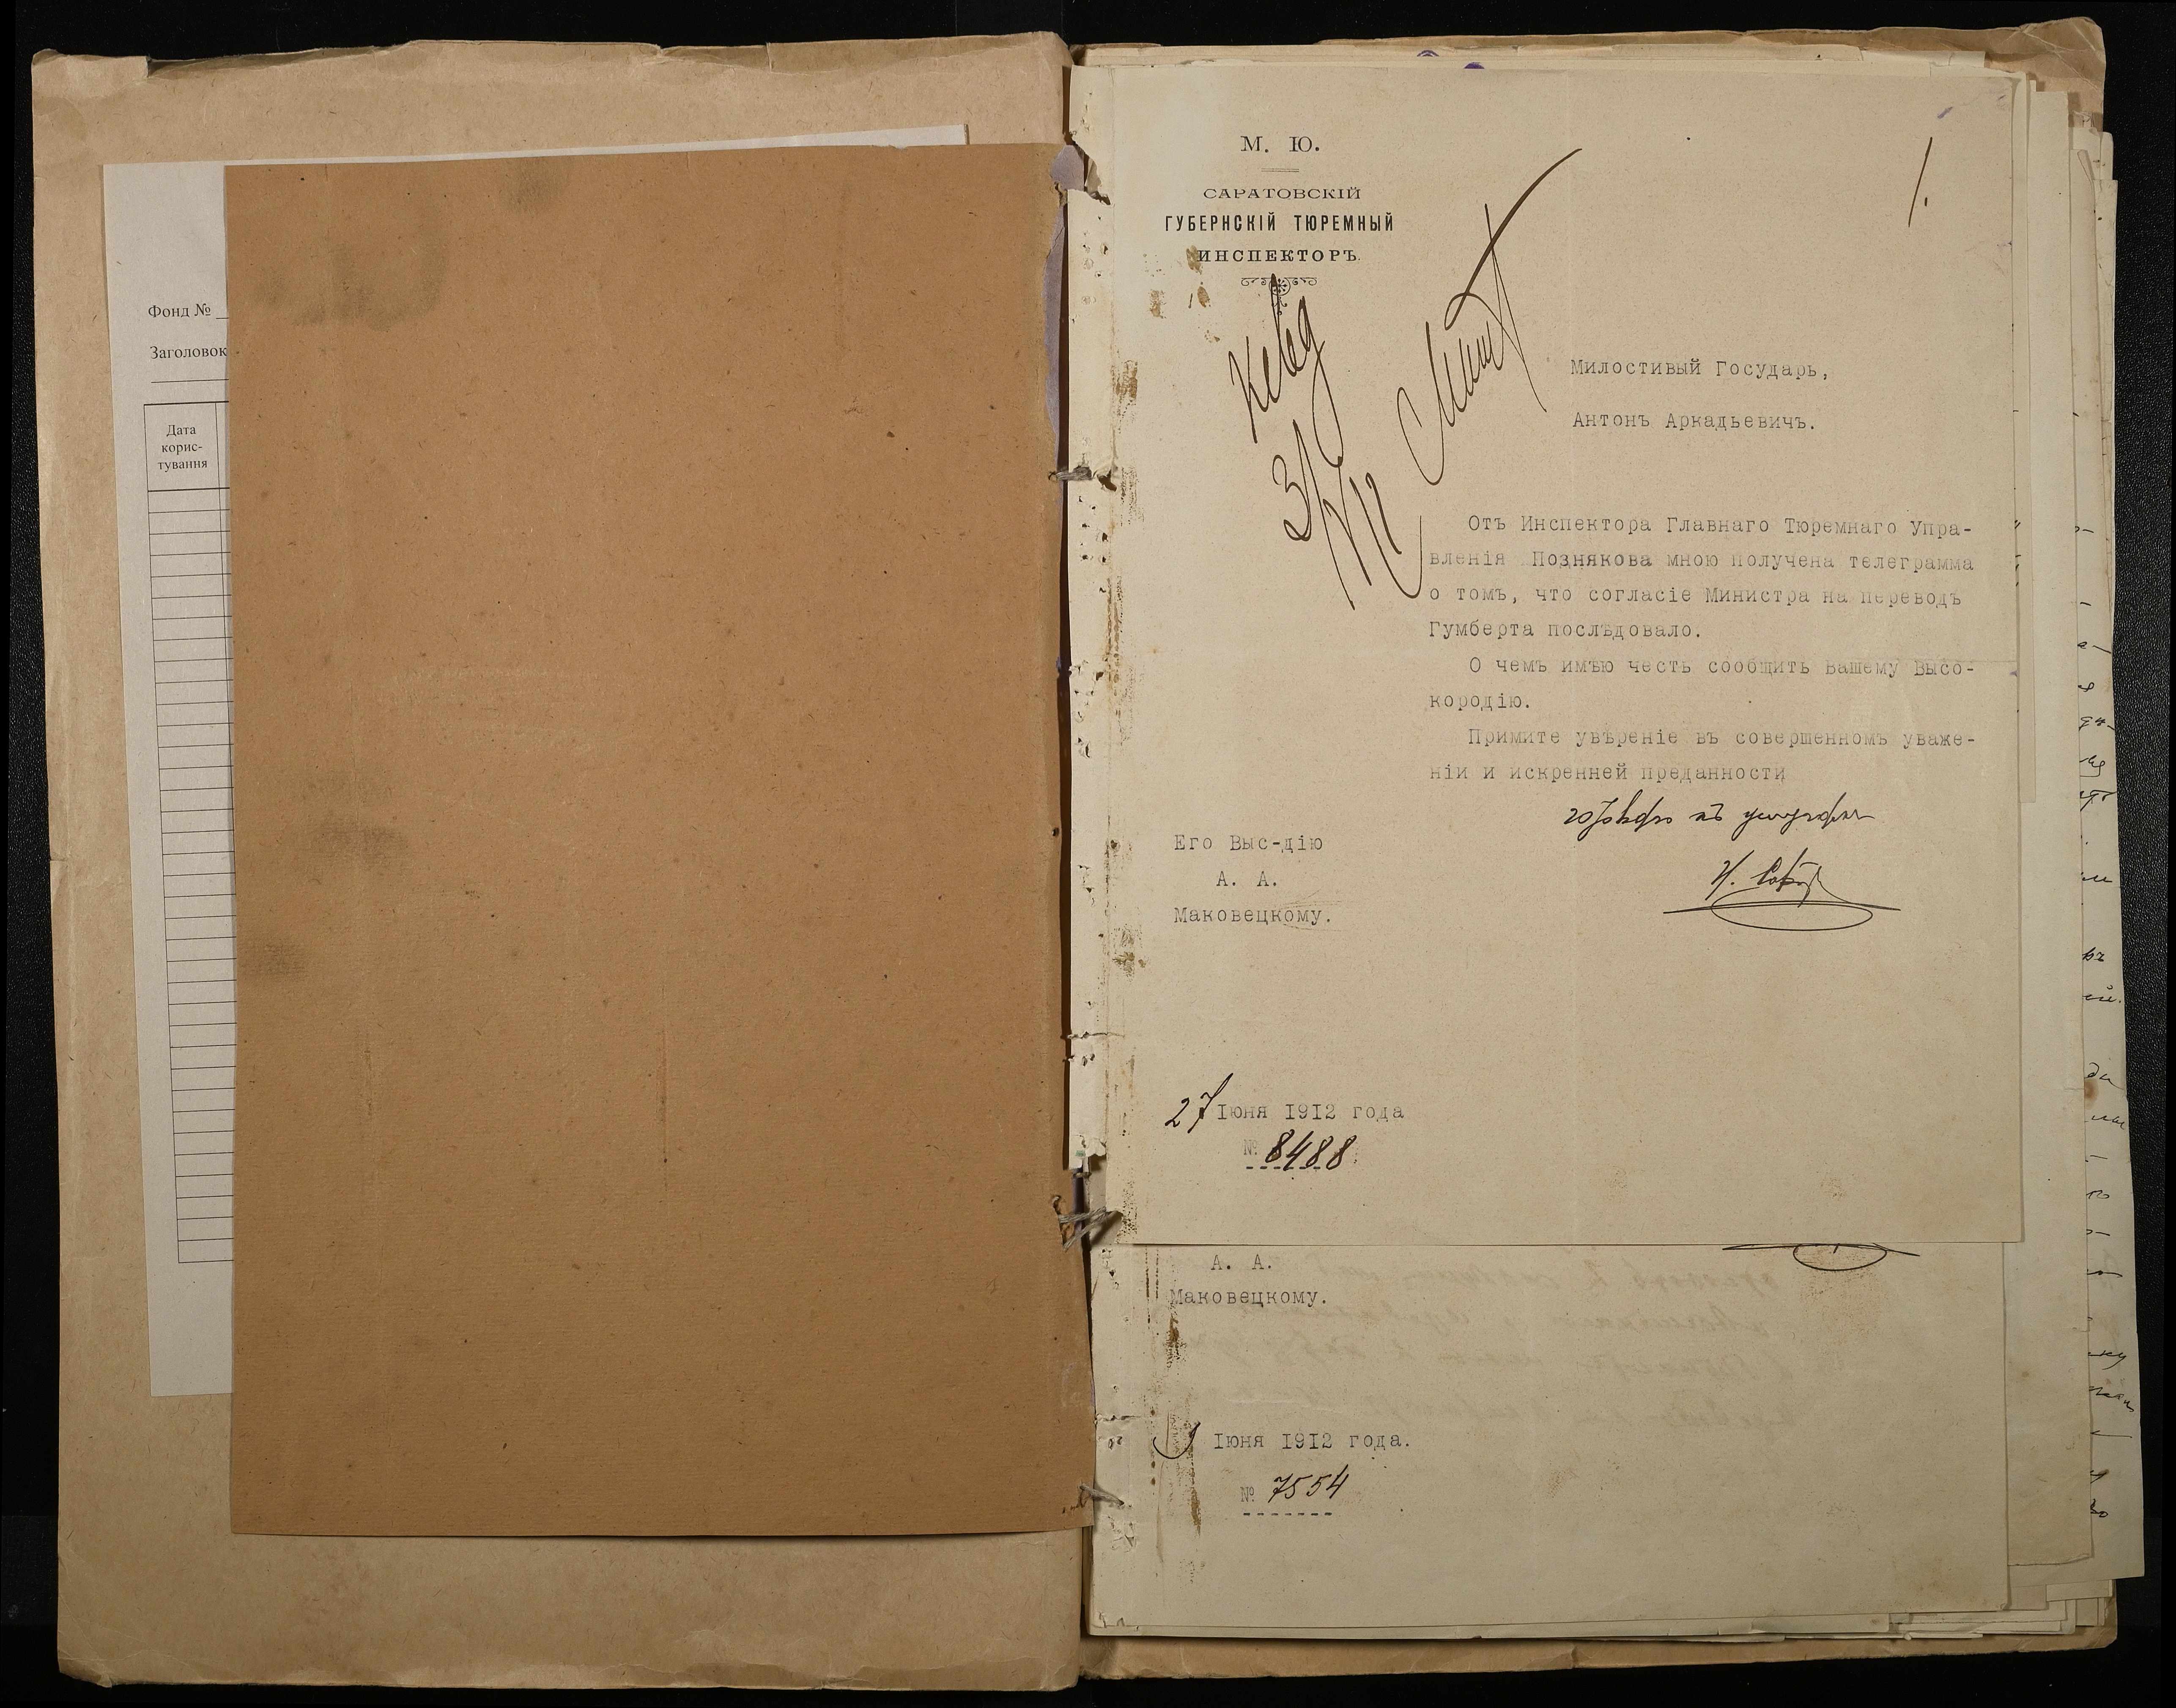 Фонд №
Заголовок
Дата
корис-
тування
М. Ю.
САРАТОВСКІЙ
ГУБЕРНСКІЙ ТЮРЕМНЫЙ
ИНСПЕКТОРЪ.
1.
Милостивый Государь,
Антонъ Аркадьевичъ.
Отъ Инспектора Главнаго Тюремнаго Упра-
вленія Познякова мною получена телеграмма
о томъ, что согласіе Министра на переводъ
Гумберта послѣдовало.
О чемъ имѣю честь сообщить Вашему Высо-
кородію.
Примите увѣреніе въ совершенномъ уваже-
ніи и искренней преданности
Его Выс-дію
А. А.
Маковецкому.
27 Іюня 1912 года
№ 8488
А. А.
Маковецкому.
9 Іюня 1912 года.
№ 7554